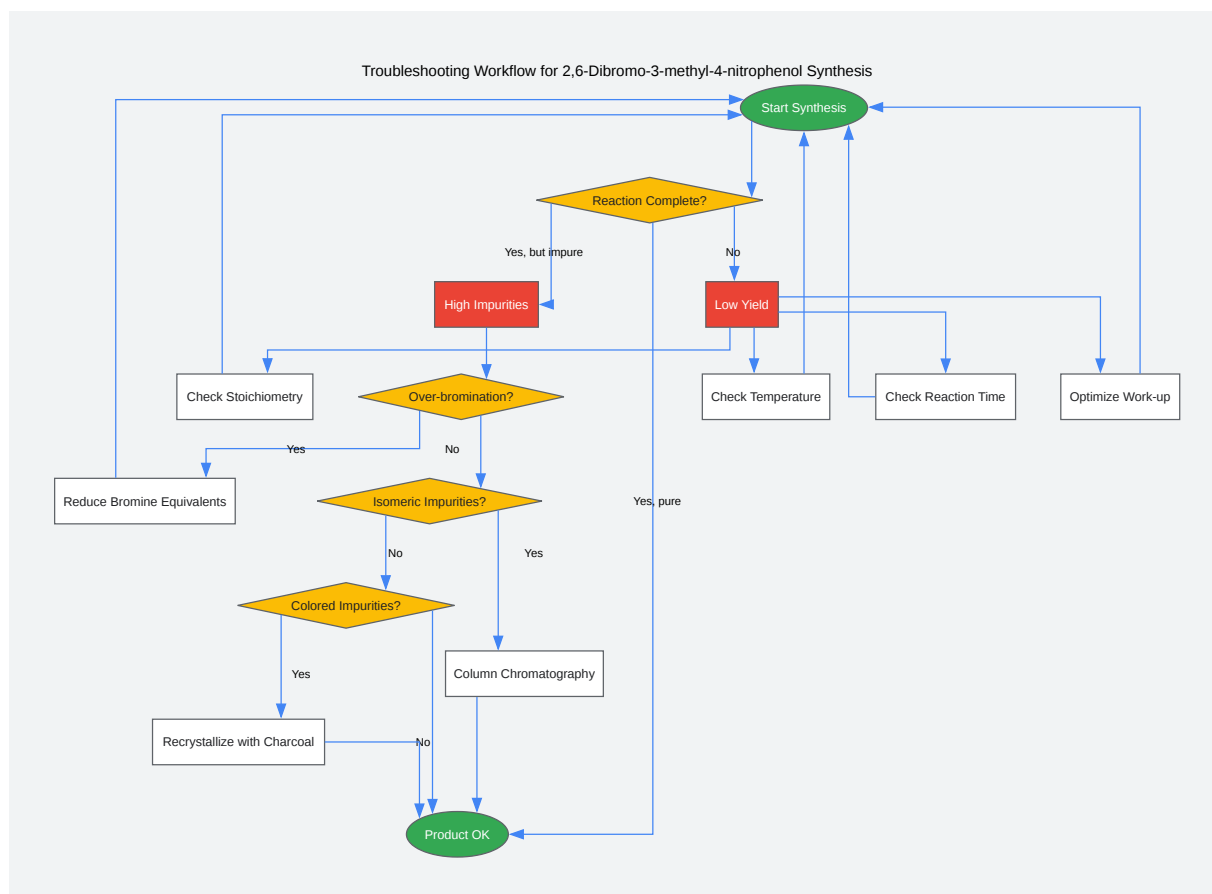 Troubleshooting Workflow for 2,6-Dibromo-3-methyl-4-nitrophenol Synthesis
Start Synthesis
Reaction Complete?
Yes, but impure
No
High Impurities
Low Yield
Check Stoichiometry
Over-bromination?
Check Temperature
Check Reaction Time
Optimize Work-up
Yes
No
Reduce Bromine Equivalents
Isomeric Impurities?
Yes, pure
No
Yes
Colored Impurities?
Yes
Column Chromatography
Recrystallize with Charcoal
No
Product OK